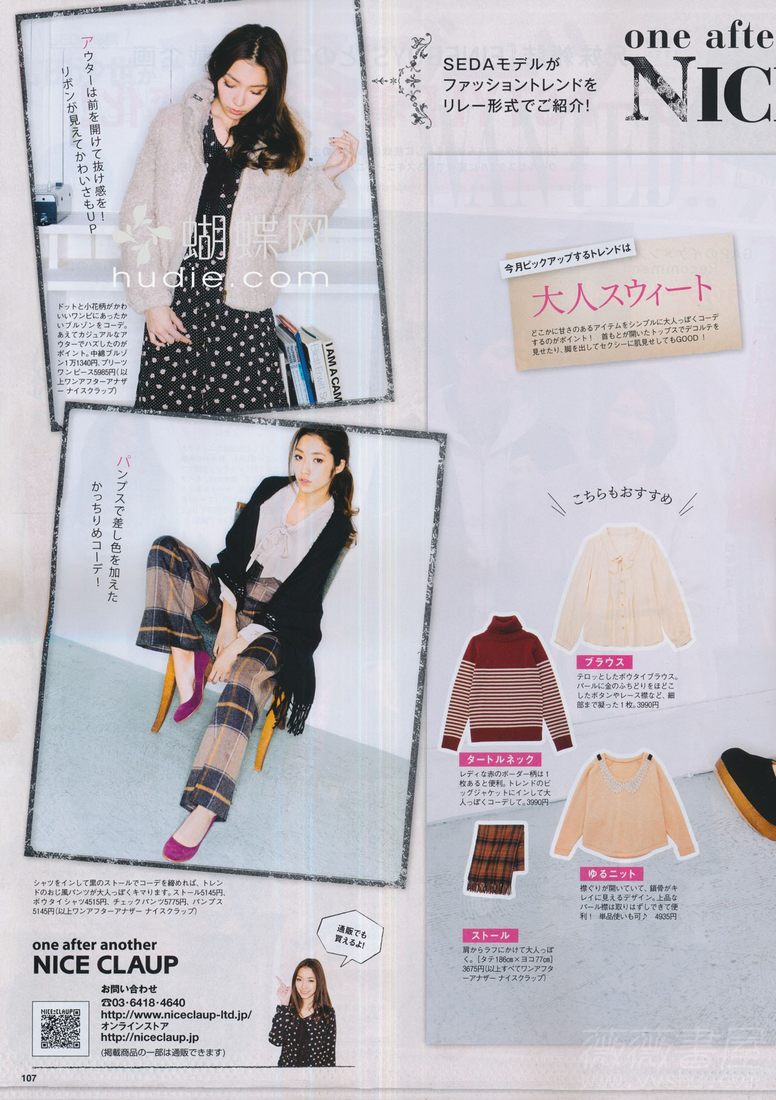 アウターは前を開けて抜け感を!
リボンが見えてかわいさもUP
SEDAモデルが
ファッショントレンドを
リレー形式でご紹介!
one afte
NIC
蝴蝶网
hudie.com
ドットと小花柄がかわ
いいワンピにあったか
いブルゾンをコーデ。
あえてカジュアルなア
ウターでハズしたのが
ポイント。中綿ブルゾ
ン1万1340円、プリーツ
ワンピース5985円(以
上ワンアフターアナザ
ー ナイスクラップ)
I AM A CAM
今月ピックアップするトレンドは
大人スウィート
どこかに甘さのあるアイテムをシンプルに大人っぽくコーデ
するのがポイント! 首もとが開いたトップスでデコルテを
見せたり、脚を出してセクシーに肌見せしてもGOOD!
パンプスで差し色を加えた
かっちりめコーデ!
こちらもおすすめ
ブラウス
テロッとしたボウタイブラウス。
パールに金のふちどりをほどこ
したボタンやレース襟など、細
部まで凝った1枚。3990円
タートルネック
レディな赤のボーダー柄は1
枚あると便利。トレンドのビ
ッグジャケットにインして大
人っぽくコーデして。3990円
ゆるニット
襟ぐりが開いていて、鎖骨がキ
レイに見えるデザイン。上品な
パール襟は取りはずしできて便
利! 単品使いも可♪ 4935円
ストール
肩からラフにかけて大人っぽ
く。[タテ186㎝×ヨコ77㎝]
3675円(以上すべてワンアフタ
ーアナザー ナイスクラップ)
シャツをインして黒のストールでコーデを締めれば、トレン
ドのおじ風パンツが大人っぽくキマります。ストール5145円、
ボウタイシャツ4515円、チェックパンツ5775円、パンプス
5145円(以上ワンアフターアナザー ナイスクラップ)
one after another
NICE CLAUP
通販でも
買えるよ!
NICE:CLAUP
お問い合わせ
☎03・6418・4640
http://www.niceclaup-ltd.jp/
オンラインストア
http://niceclaup.jp
(掲載商品の一部は通販できます)
107